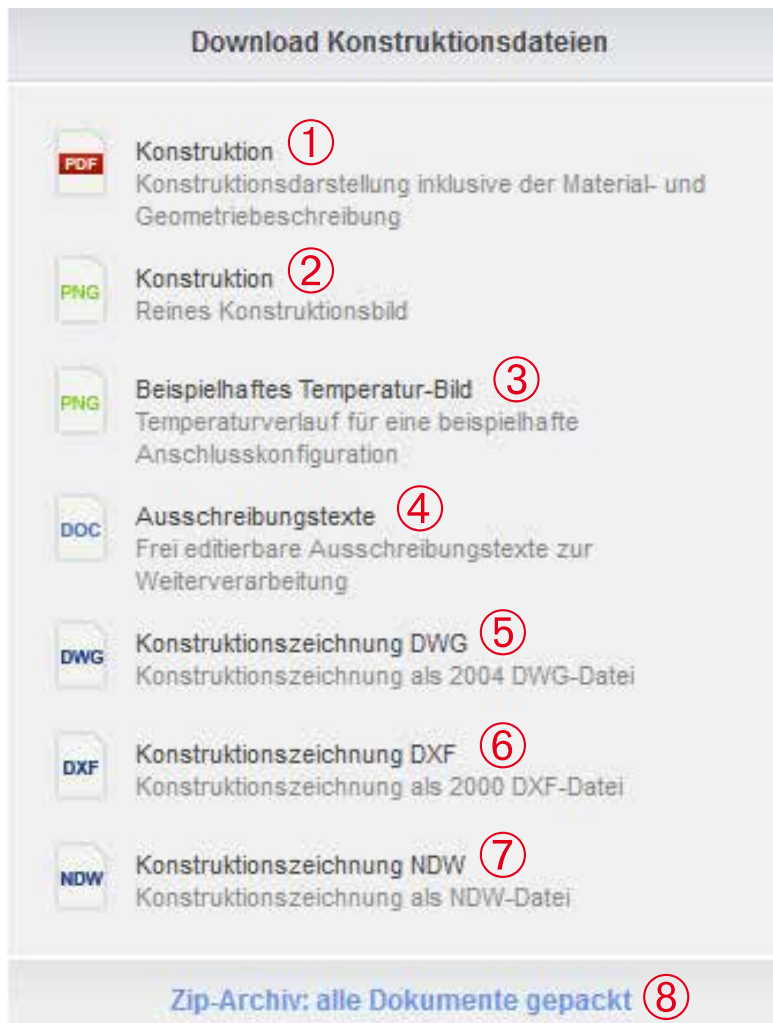 Download Konstruktionsdateien
PDF
Konstruktion ①
Konstruktionsdarstellung inklusive der Material- und
Geometriebeschreibung
PNG
Konstruktion ②
Reines Konstruktionsbild
PNG
Beispielhaftes Temperatur-Bild ③
Temperaturverlauf für eine beispielhafte
Anschlusskonfiguration
DOC
Ausschreibungstexte ④
Frei editierbare Ausschreibungstexte zur
Weiterverarbeitung
DWG
Konstruktionszeichnung DWG ⑤
Konstruktionszeichnung als 2004 DWG-Datei
DXF
Konstruktionszeichnung DXF ⑥
Konstruktionszeichnung als 2000 DXF-Datei
NDW
Konstruktionszeichnung NDW ⑦
Konstruktionszeichnung als NDW-Datei
Zip-Archiv: alle Dokumente gepackt ⑧